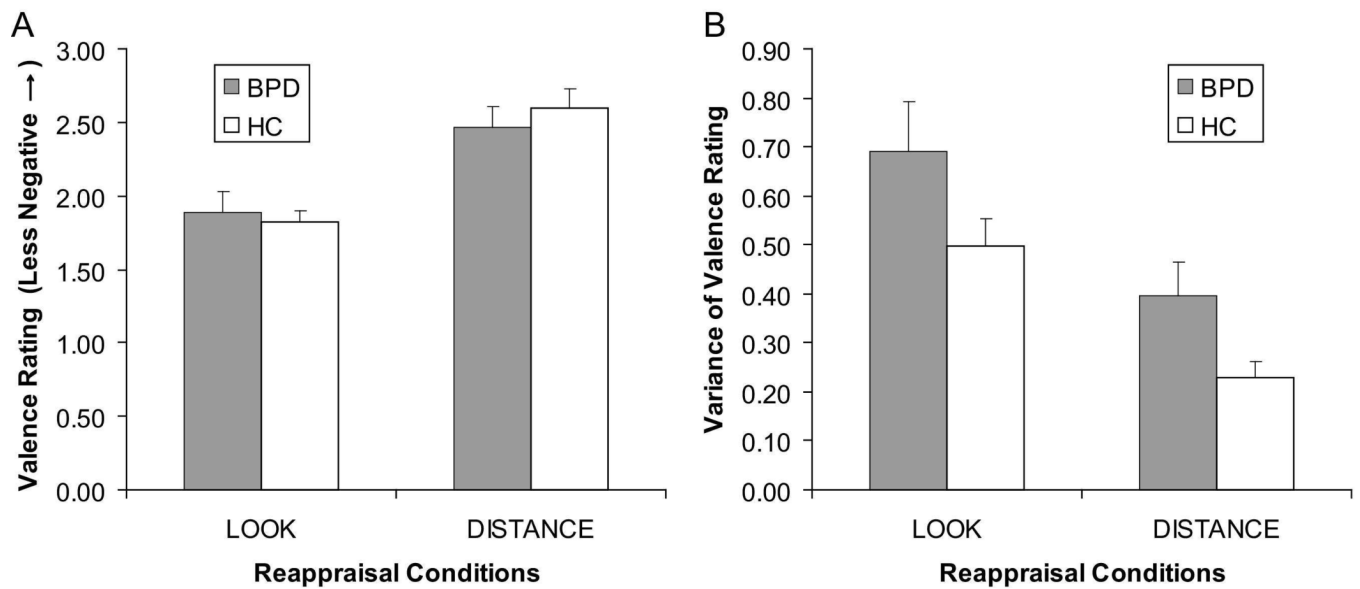 A
3.00
2.50
2.00
1.50
1.00
0.50
0.00
Valence Rating (Less Negative →)
BPD
HC
LOOK DISTANCE
Reappraisal Conditions
B
0.90
0.80
0.70
0.60
0.50
0.40
0.30
0.20
0.10
0.00
Variance of Valence Rating
BPD
HC
LOOK DISTANCE
Reappraisal Conditions